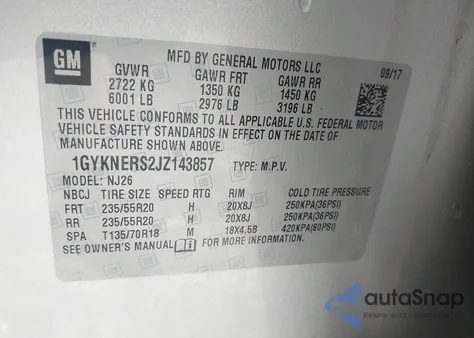 GM
MFD BY GENERAL MOTORS LLC
GVWR GAWR FRT GAWR RR 09/17
2722 KG 1350 KG 1450 KG
6001 LB 2976 LB 3196 LB
THIS VEHICLE CONFORMS TO ALL APPLICABLE U.S. FEDERAL MOTOR
VEHICLE SAFETY STANDARDS IN EFFECT ON THE DATE OF
MANUFACTURE SHOWN ABOVE.
1GYKNERS2JZ143857 TYPE: M.P.V.
MODEL: NJ26
NBCJ TIRE SIZE SPEED RTG RIM COLD TIRE PRESSURE
FRT 235/55R20 H 20X8J 250KPA(36PSI)
RR 235/55R20 H 20X8J 250KPA(36PSI)
SPA T135/70R18 M 18X4.5B 420KPA(60PSI)
SEE OWNER'S MANUAL FOR MORE INFORMATION
autoSnap